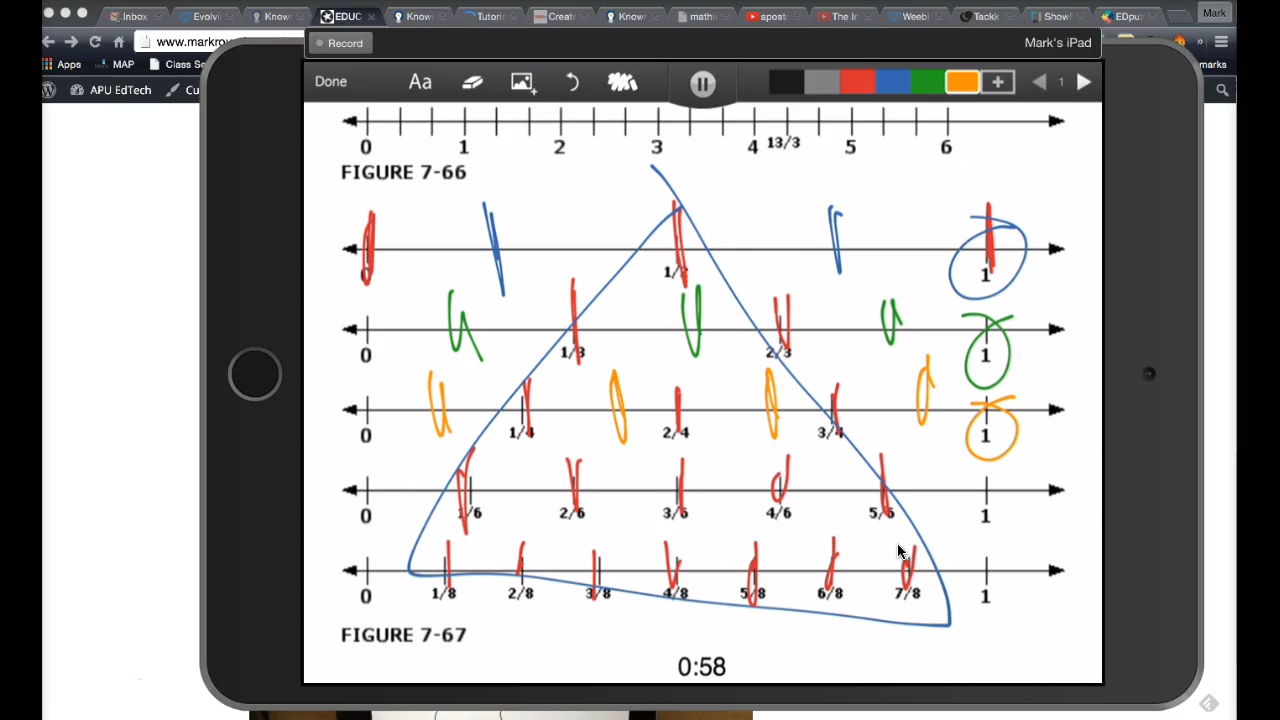 Inbox
Evolvi
Know
EDUC
Know
Tutori
Create
Know
mathi
apost
The Ir
Weebl
Tackk
Show
EDpuz
Mark
www.markro
Record
Mark's iPad
Apps
MAP
Class Se
marks
Done
Aa
1
APU EdTech
Cu
0 1 2 3 4 13/3 5 6
FIGURE 7-66
1/2 1
0 1/3 2/3 1
0 1/4 2/4 3/4 1
0 1/6 2/6 3/6 4/6 5/6 1
0 1/8 2/8 3/8 4/8 5/8 6/8 7/8 1
FIGURE 7-67
0:58